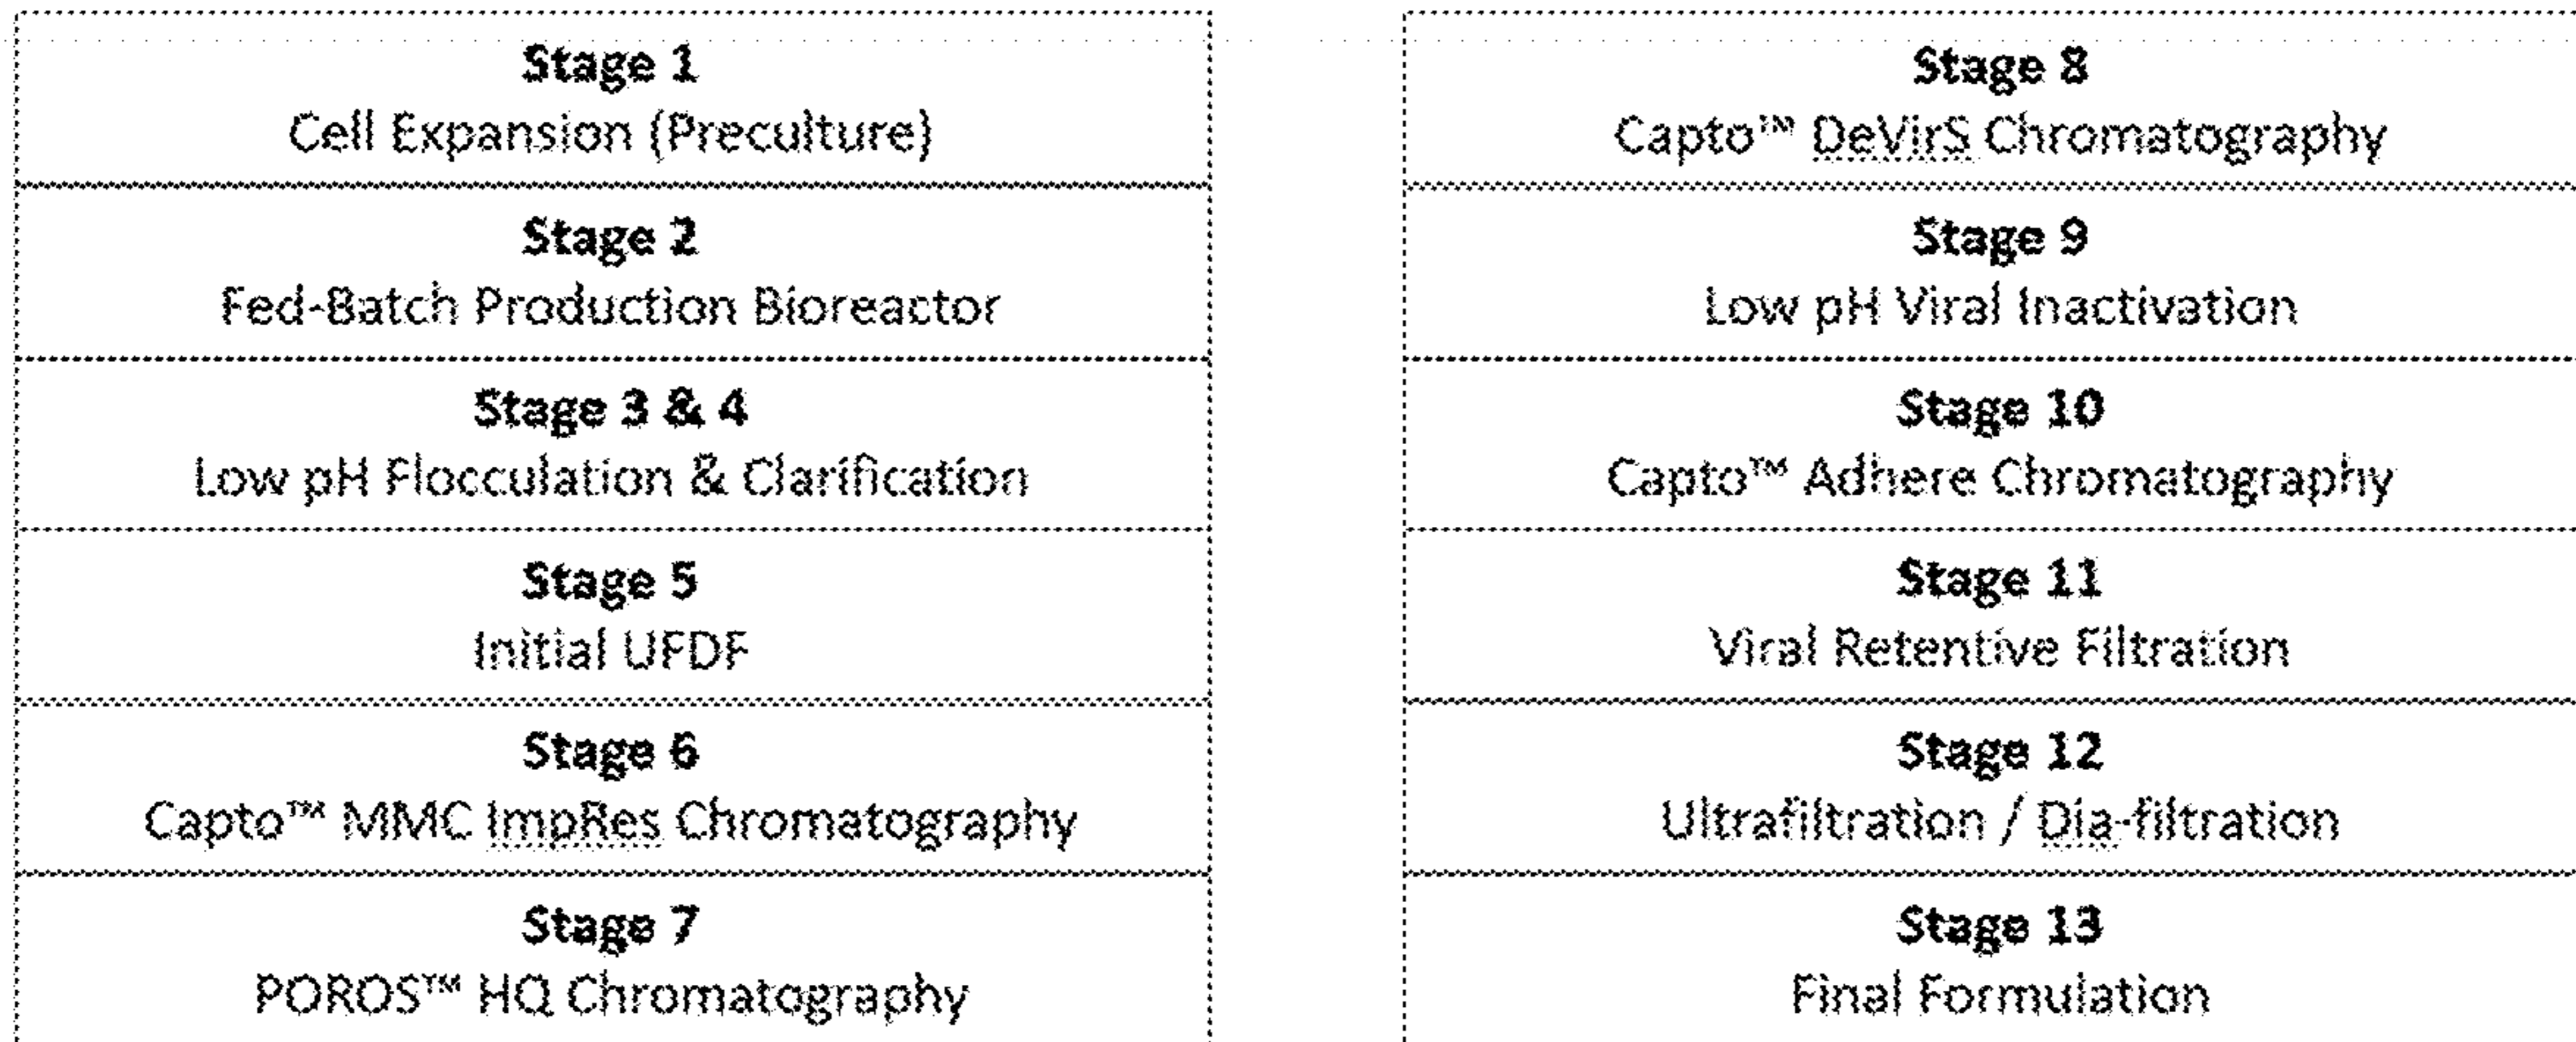 Stage 1
Cell Expansion (Preculture)
Stage 2
Fed-Batch Production Bioreactor
Stage 3 & 4
Low pH Flocculation & Clarification
Stage 5
Initial UFDF
Stage 6
Capto™ MMC ImpRes Chromatography
Stage 7
POROS™ HQ Chromatography
Stage 8
Capto™ DeVirS Chromatography
Stage 9
Low pH Viral Inactivation
Stage 10
Capto™ Adhere Chromatography
Stage 11
Viral Retentive Filtration
Stage 12
Ultrafiltration / Dia-filtration
Stage 13
Final Formulation